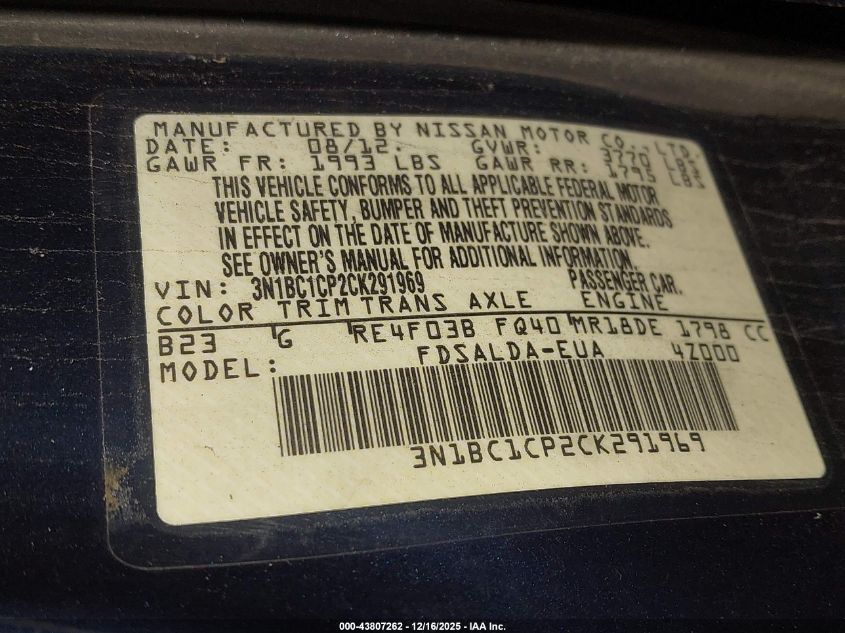 MANUFACTURED BY NISSAN MOTOR CO., LTD.
DATE: 08/12. GVWR: 3770 LBS
GAWR FR: 1993 LBS GAWR RR: 1795 LBS
THIS VEHICLE CONFORMS TO ALL APPLICABLE FEDERAL MOTOR
VEHICLE SAFETY, BUMPER AND THEFT PREVENTION STANDARDS
IN EFFECT ON THE DATE OF MANUFACTURE SHOWN ABOVE.
SEE OWNER'S MANUAL FOR ADDITIONAL INFORMATION.
VIN: 3N1BC1CP2CK291969 PASSENGER CAR.
COLOR TRIM TRANS AXLE ENGINE
B23 G RE4F03B FQ40 MR18DE 1798 CC
MODEL: FDSALDA-EUA 4Z000
3N1BC1CP2CK291969
000-43807262 - 12/16/2025 - IAA Inc.